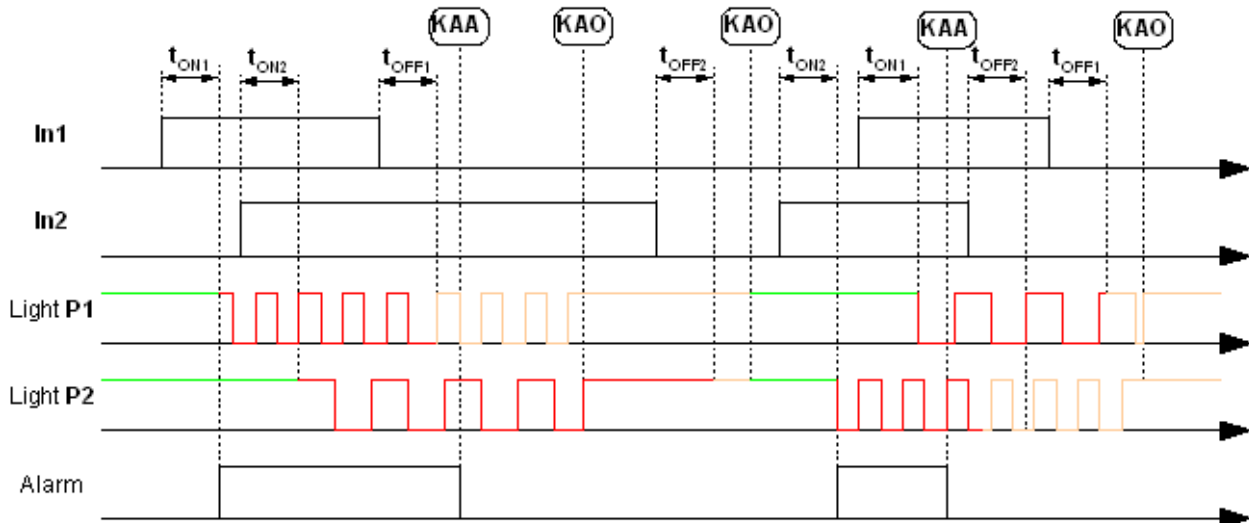 KAA KAO KAO KAA KAO
tON1 tON2 tOFF1 tOFF2 tON2 tON1 tOFF2 tOFF1
In1
In2
Light P1
Light P2
Alarm